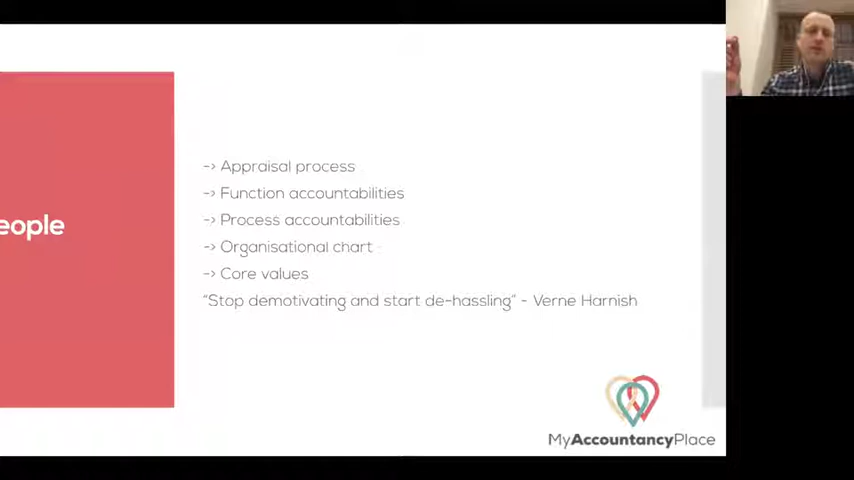 eople
-> Appraisal process
-> Function accountabilities
-> Process accountabilities
-> Organisational chart
-> Core values
“Stop demotivating and start de-hassling” - Verne Harnish
MyAccountancyPlace